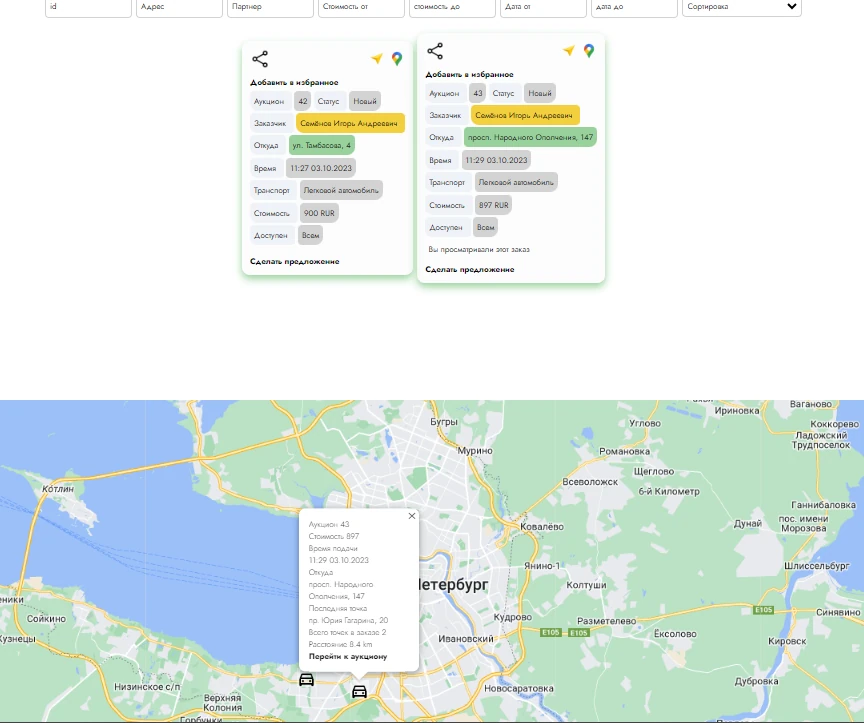 id Адрес Партнер Стоимость от стоимость до Дата от дата до Сортировка
Добавить в избранное
Аукцион 42 Статус Новый
Заказчик Семёнов Игорь Андреевич
Откуда ул. Тамбасова, 4
Время 11:27 03.10.2023
Транспорт Легковой автомобиль
Стоимость 900 RUR
Доступен Всем
Сделать предложение
Добавить в избранное
Аукцион 43 Статус Новый
Заказчик Семёнов Игорь Андреевич
Откуда просп. Народного Ополчения, 147
Время 11:29 03.10.2023
Транспорт Легковой автомобиль
Стоимость 897 RUR
Доступен Всем
Вы просматривали этот заказ
Сделать предложение
Ваганово
Ириновка
Бугры
Углово
Коккорево
Ладожский
Трудпоселок
Мурино
Романовка
Щеглово
Всеволожск
6-й Километр
Котлин
Ганнибаловка
пос. имени
Морозова
Дунай
Ковалёво
Янино-1
Шлиссельбург
Колтуши
Аукцион 43
Стоимость 897
Время подачи
11:29 03.10.2023
Откуда
просп. Народного
Ополчения, 147
Последняя точка
пр. Юрия Гагарина, 20
Всего точек в заказе 2
Расстояние 8.4 km
Перейти к аукциону
Петербург
Сойкино
Кудрово
Разметелево
E105
Синявино
E105 E105
Ёксолово
Ивановский
Кировск
Низинское с/п
Новосаратовка
Дубровка
Верхняя
Колония
Горбунки